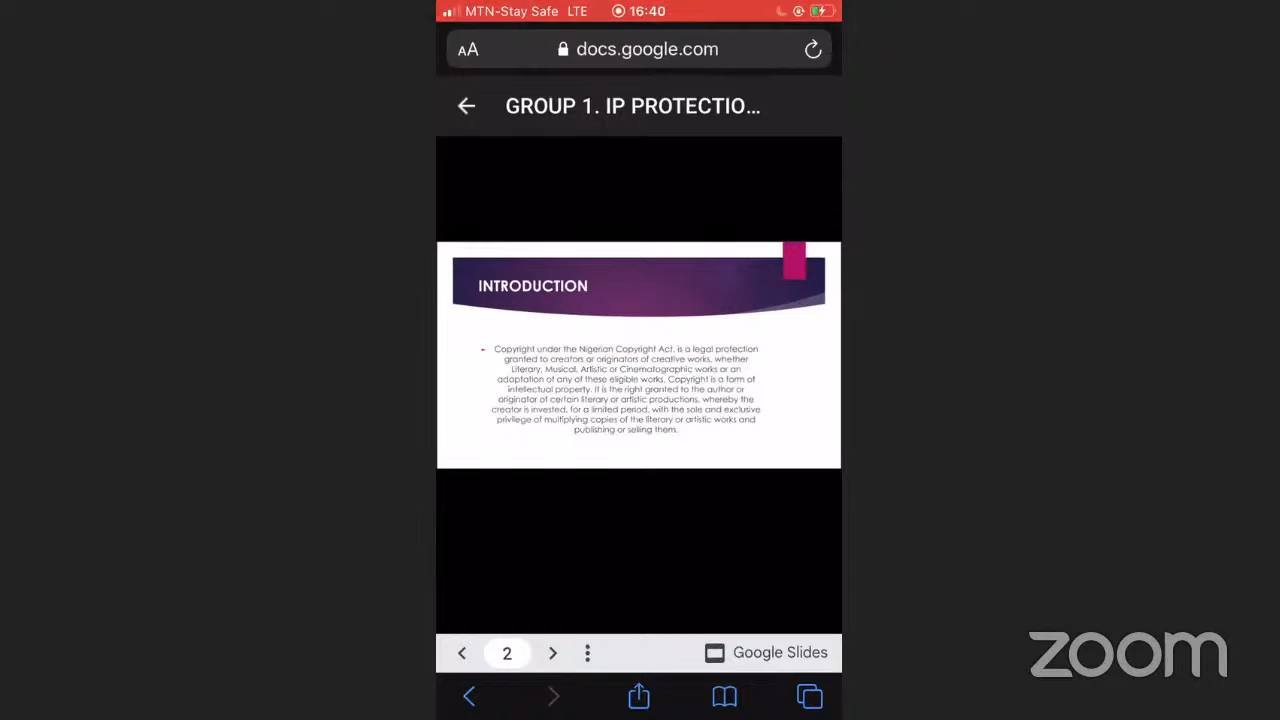 MTN-Stay Safe LTE 16:40
AA docs.google.com
GROUP 1. IP PROTECTIO...
INTRODUCTION
Copyright under the Nigerian Copyright Act, is a legal protection
granted to creators or originators of creative works, whether
Literary, Musical, Artistic or Cinematographic works or an
adaptation of any of these eligible works. Copyright is a form of
intellectual property. It is the right granted to the author or
originator of certain literary or artistic productions, whereby the
creator is invested, for a limited period, with the sole and exclusive
privilege of multiplying copies of the literary or artistic works and
publishing or selling them.
2 Google Slides
zoom